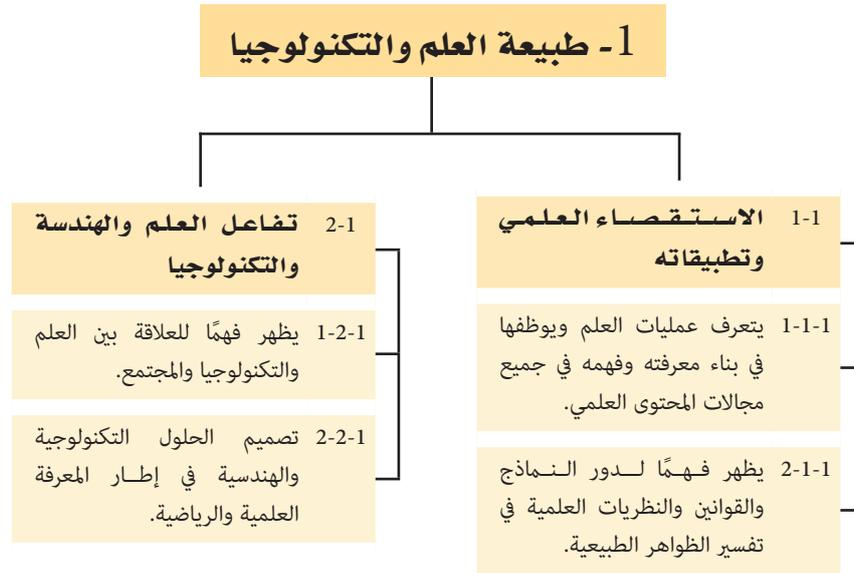 1- طبيعة العلم والتكنولوجيا
1-1 الاستقصاء العلمي
وتطبيقاته
1-1-1 يتعرف عمليات العلم ويوظفها
في بناء معرفته وفهمه في جميع
مجالات المحتوى العلمي.
2-1-1 يظهر فهمًا لدور النماذج
والقوانين والنظريات العلمية في
تفسير الظواهر الطبيعية.
2-1 تفاعل العلم والهندسة
والتكنولوجيا
1-2-1 يظهر فهمًا للعلاقة بين العلم
والتكنولوجيا والمجتمع.
2-2-1 تصميم الحلول التكنولوجية
والهندسية في إطار المعرفة
العلمية والرياضية.